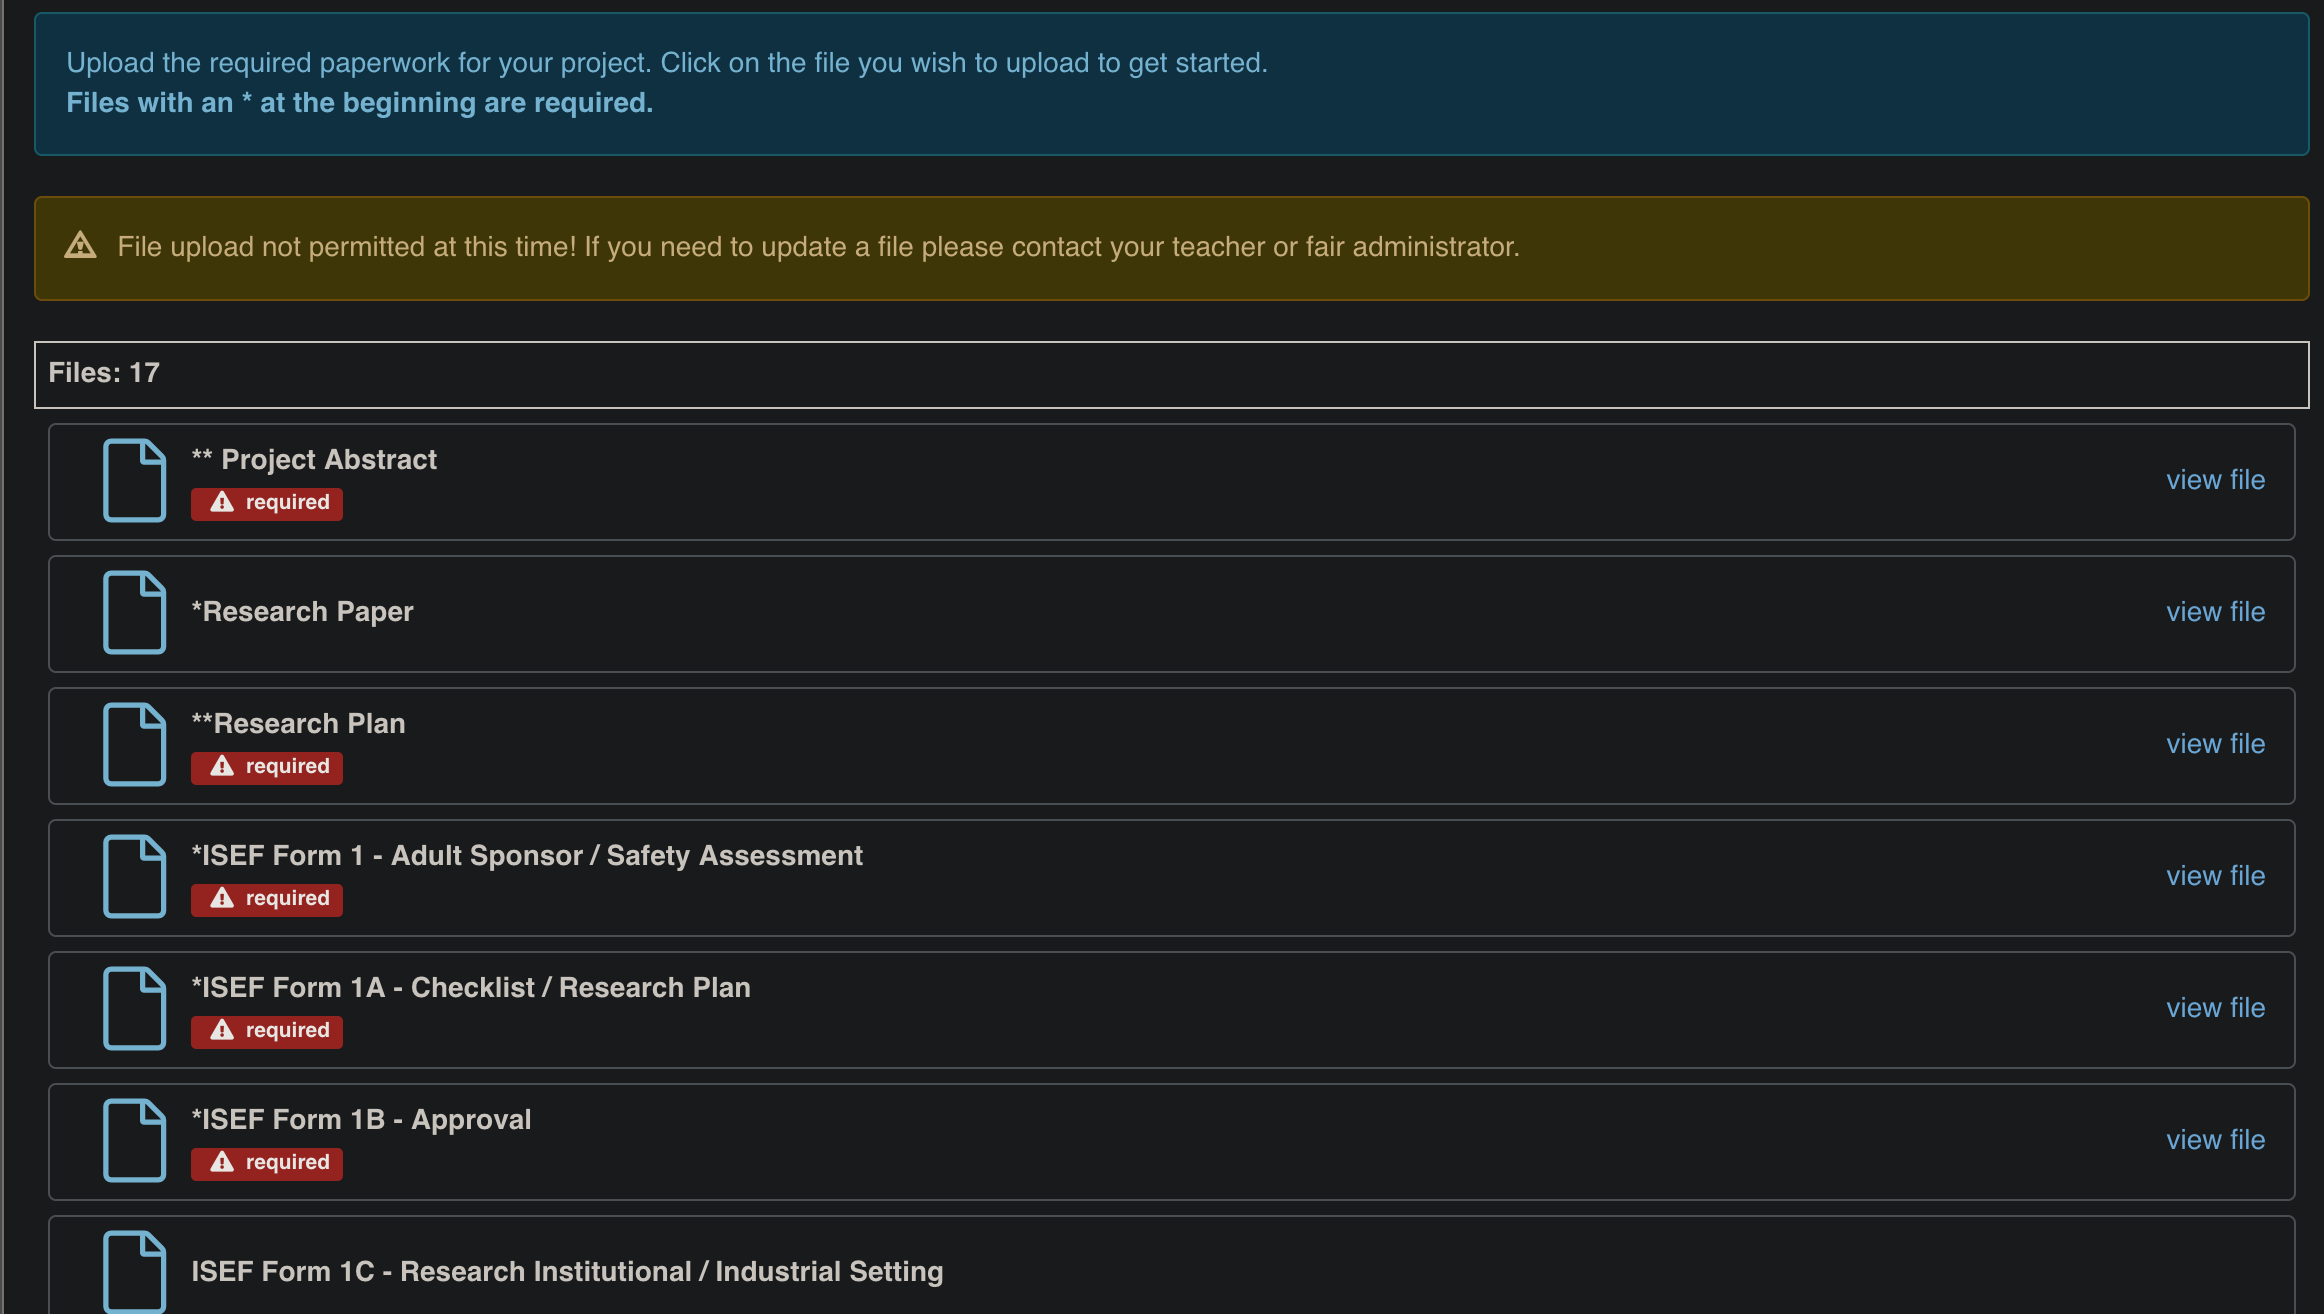 Upload the required paperwork for your project. Click on the file you wish to upload to get started.
Files with an * at the beginning are required.
File upload not permitted at this time! If you need to update a file please contact your teacher or fair administrator.
Files: 17
** Project Abstract
required
view file
*Research Paper
view file
**Research Plan
required
view file
*ISEF Form 1 - Adult Sponsor / Safety Assessment
required
view file
*ISEF Form 1A - Checklist / Research Plan
required
view file
*ISEF Form 1B - Approval
required
view file
ISEF Form 1C - Research Institutional / Industrial Setting